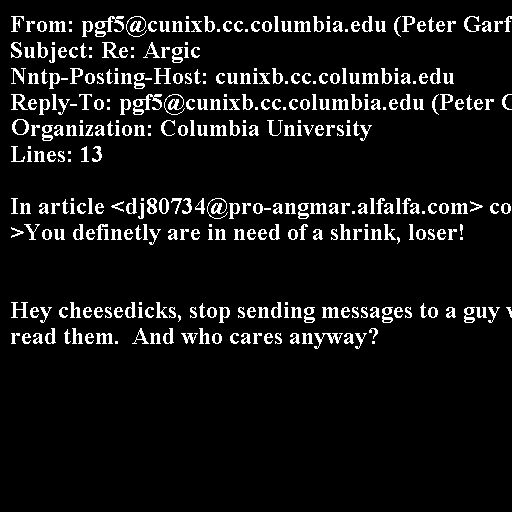 From: pgf5@cunixb.cc.columbia.edu (Peter Garf
Subject: Re: Argic
Nntp-Posting-Host: cunixb.cc.columbia.edu
Reply-To: pgf5@cunixb.cc.columbia.edu (Peter
Organization: Columbia University
Lines: 13
In article <dj80734@pro-angmar.alfalfa.com> co
>You definetly are in need of a shrink, loser!
Hey cheesedicks, stop sending messages to a guy
read them.  And who cares anyway?